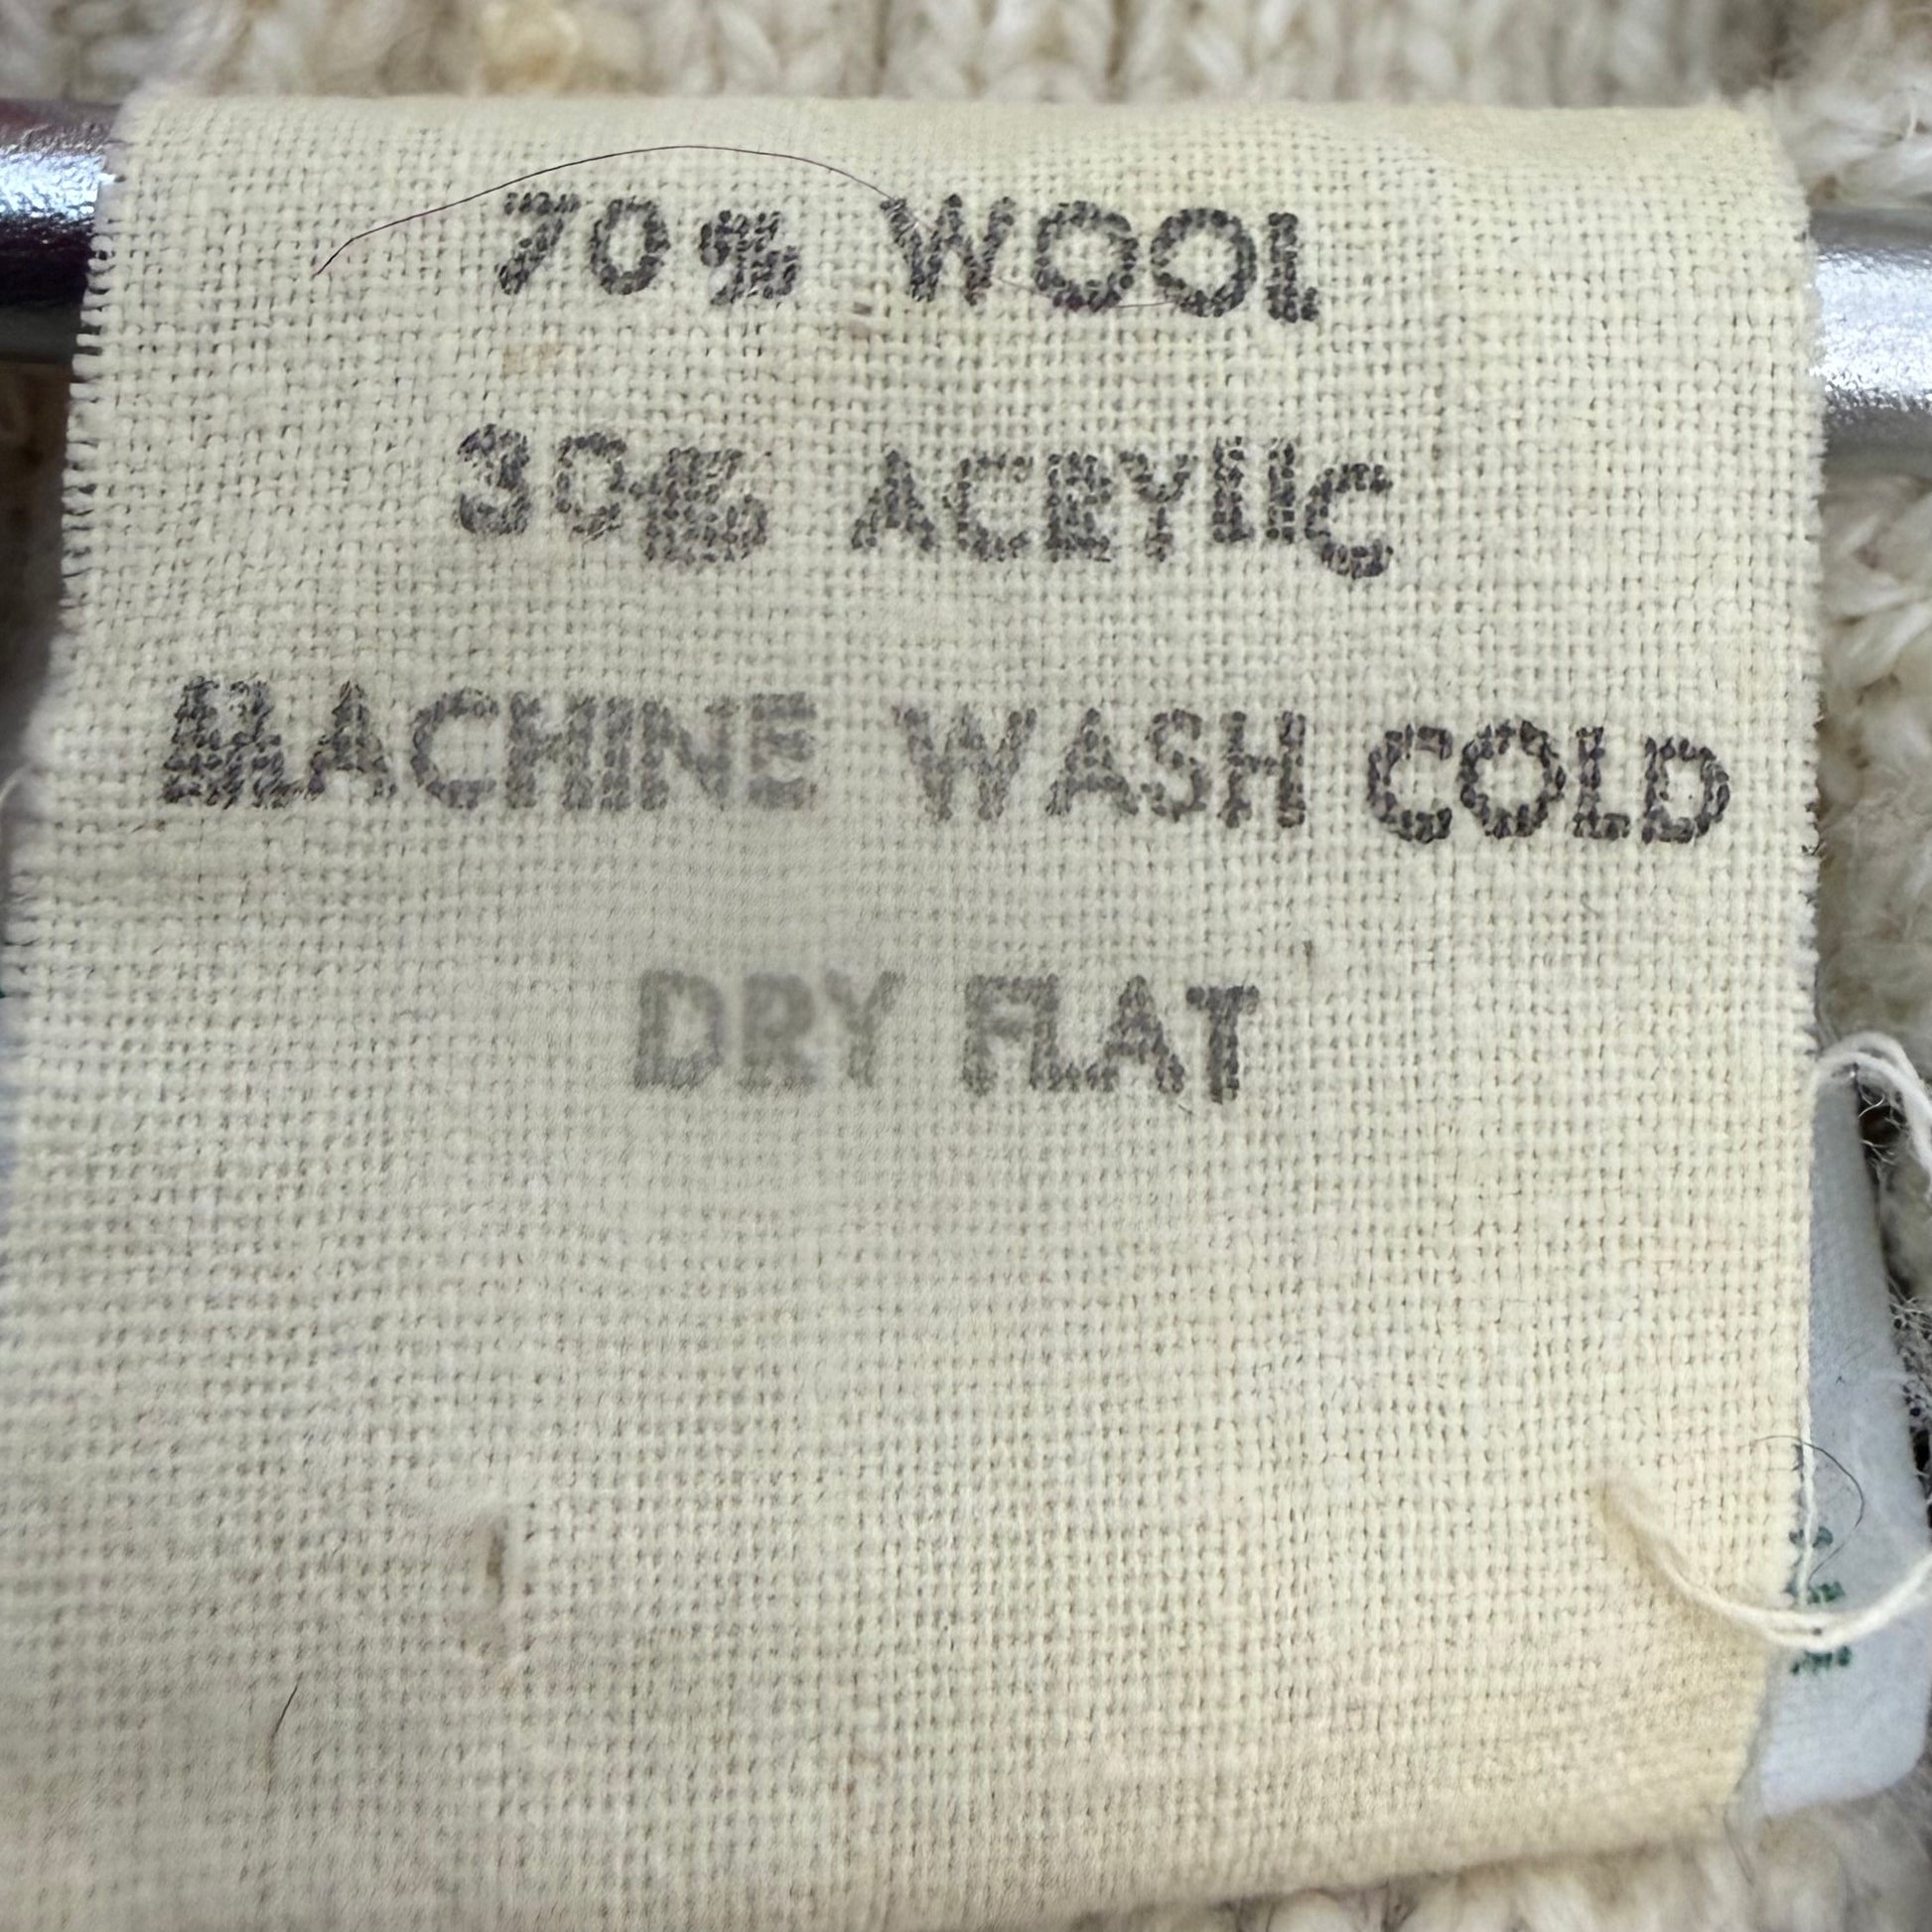 70% WOOL
30% ACRYLIC
MACHINE WASH COLD
DRY FLAT